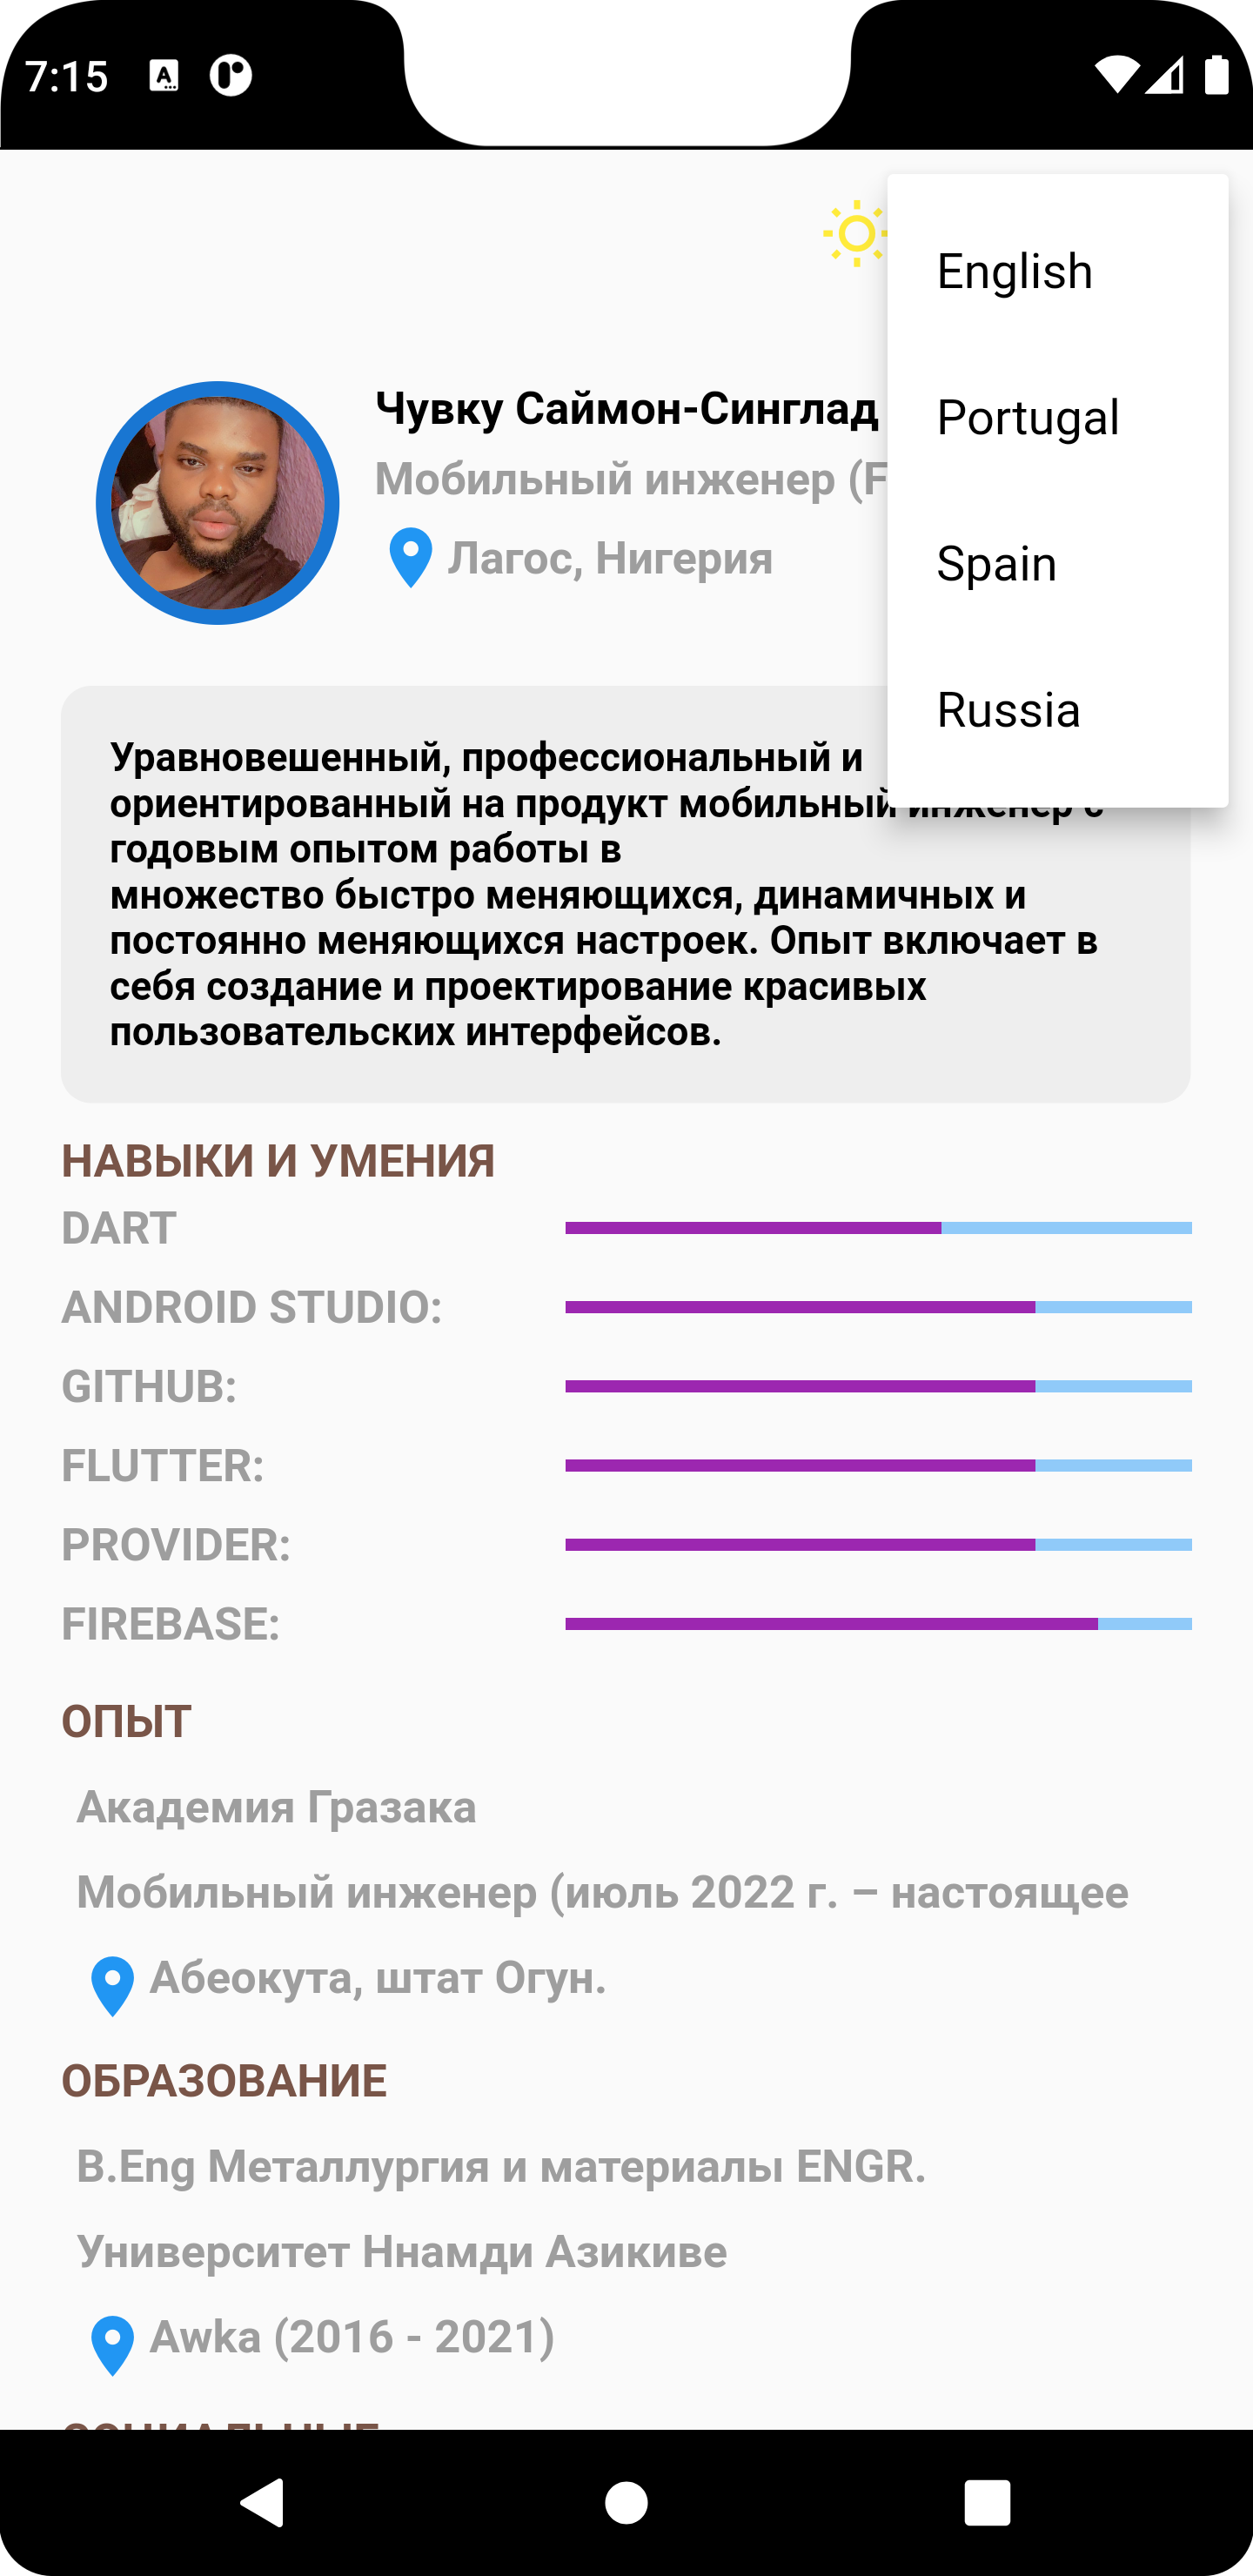 7:15
English
Portugal
Spain
Russia
Чувку Саймон-Синглад
Мобильный инженер (F
Лагос, Нигерия
Уравновешенный, профессиональный и
ориентированный на продукт мобильный инженер с
годовым опытом работы в
множество быстро меняющихся, динамичных и
постоянно меняющихся настроек. Опыт включает в
себя создание и проектирование красивых
пользовательских интерфейсов.
НАВЫКИ И УМЕНИЯ
DART
ANDROID STUDIO:
GITHUB:
FLUTTER:
PROVIDER:
FIREBASE:
ОПЫТ
Академия Гразака
Мобильный инженер (июль 2022 г. – настоящее
Абеокута, штат Огун.
ОБРАЗОВАНИЕ
B.Eng Металлургия и материалы ENGR.
Университет Ннамди Азикиве
Awka (2016 - 2021)
СОЦИАЛЬНЫЕ